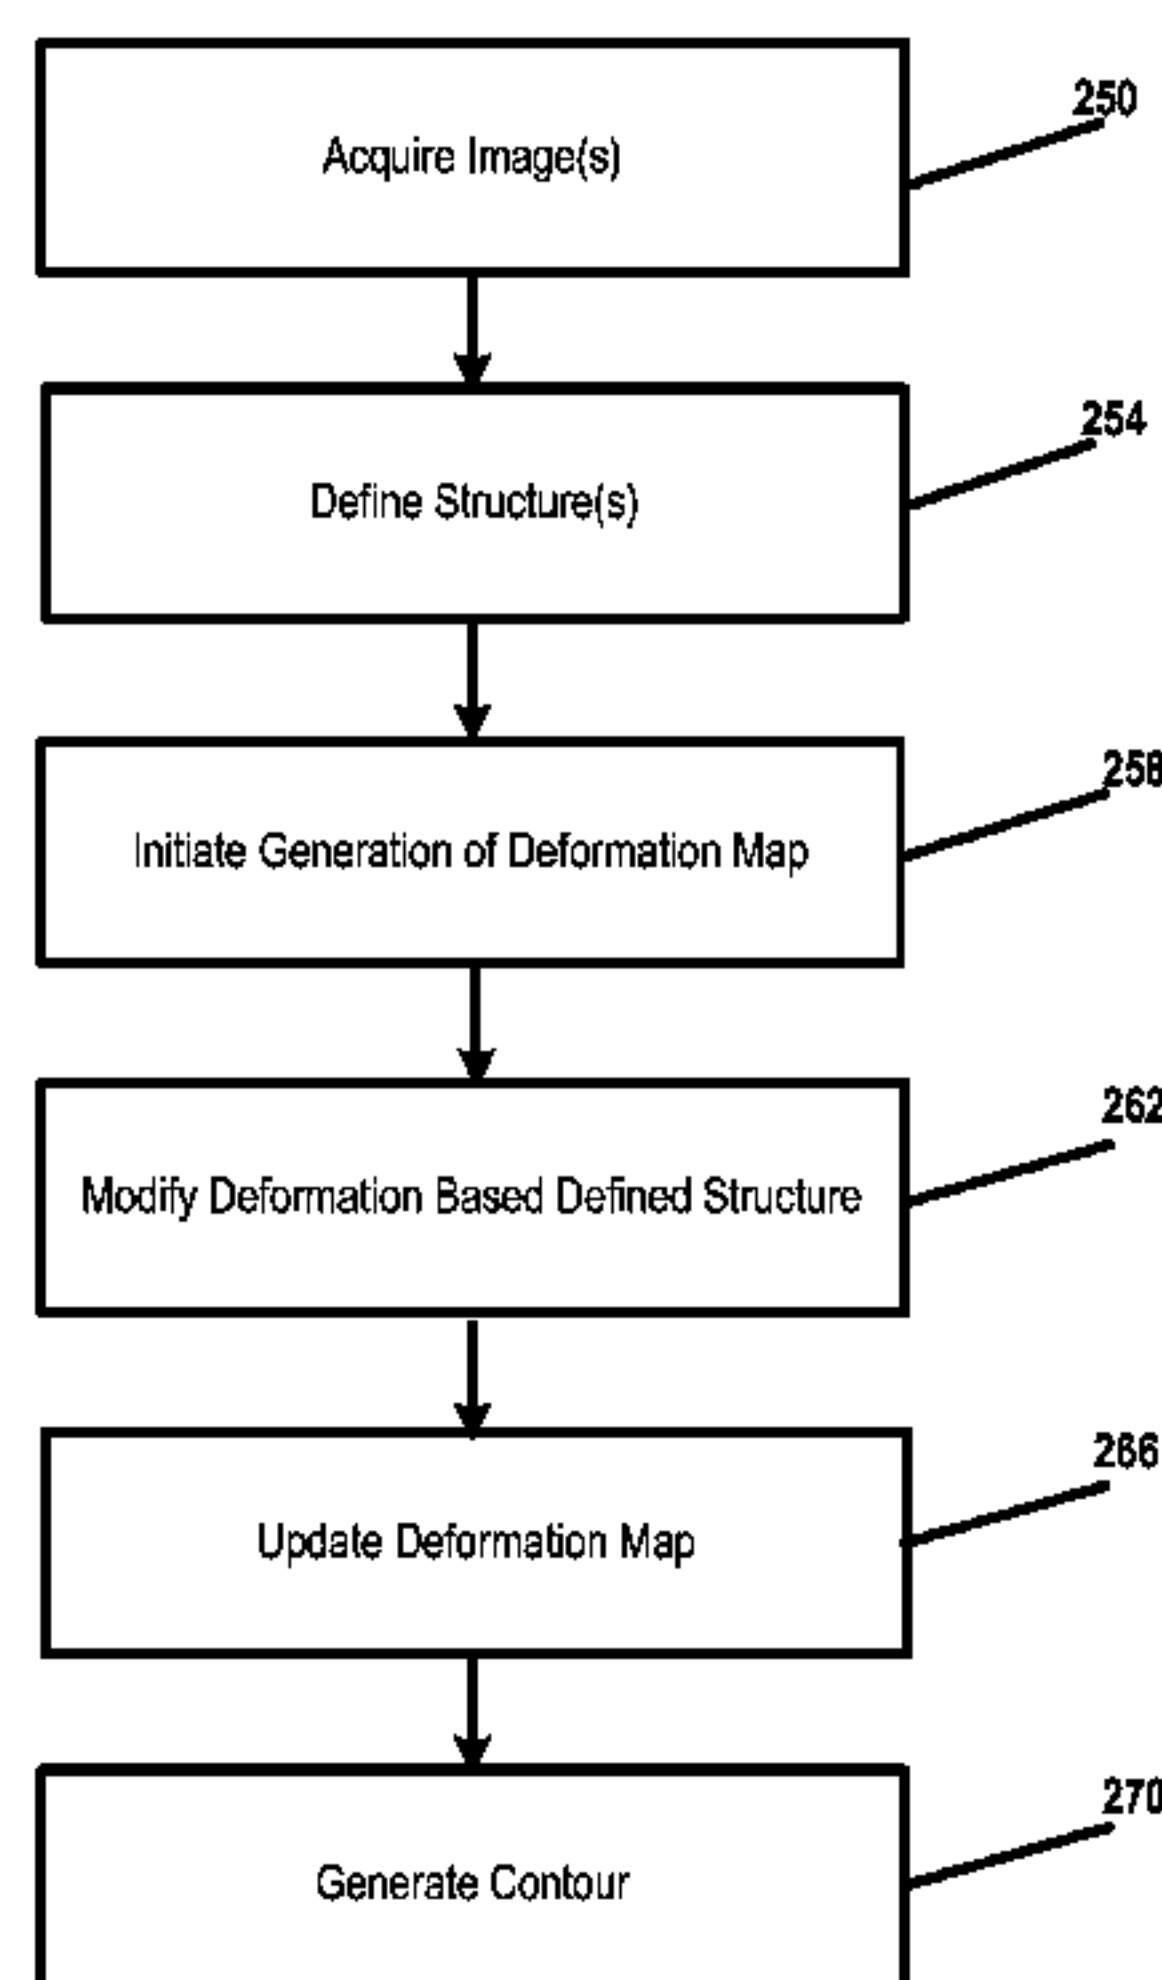 Acquire Image(s)
250
Define Structure(s)
254
Initiate Generation of Deformation Map
258
Modify Deformation Based Defined Structure
262
Update Deformation Map
266
Generate Contour
270